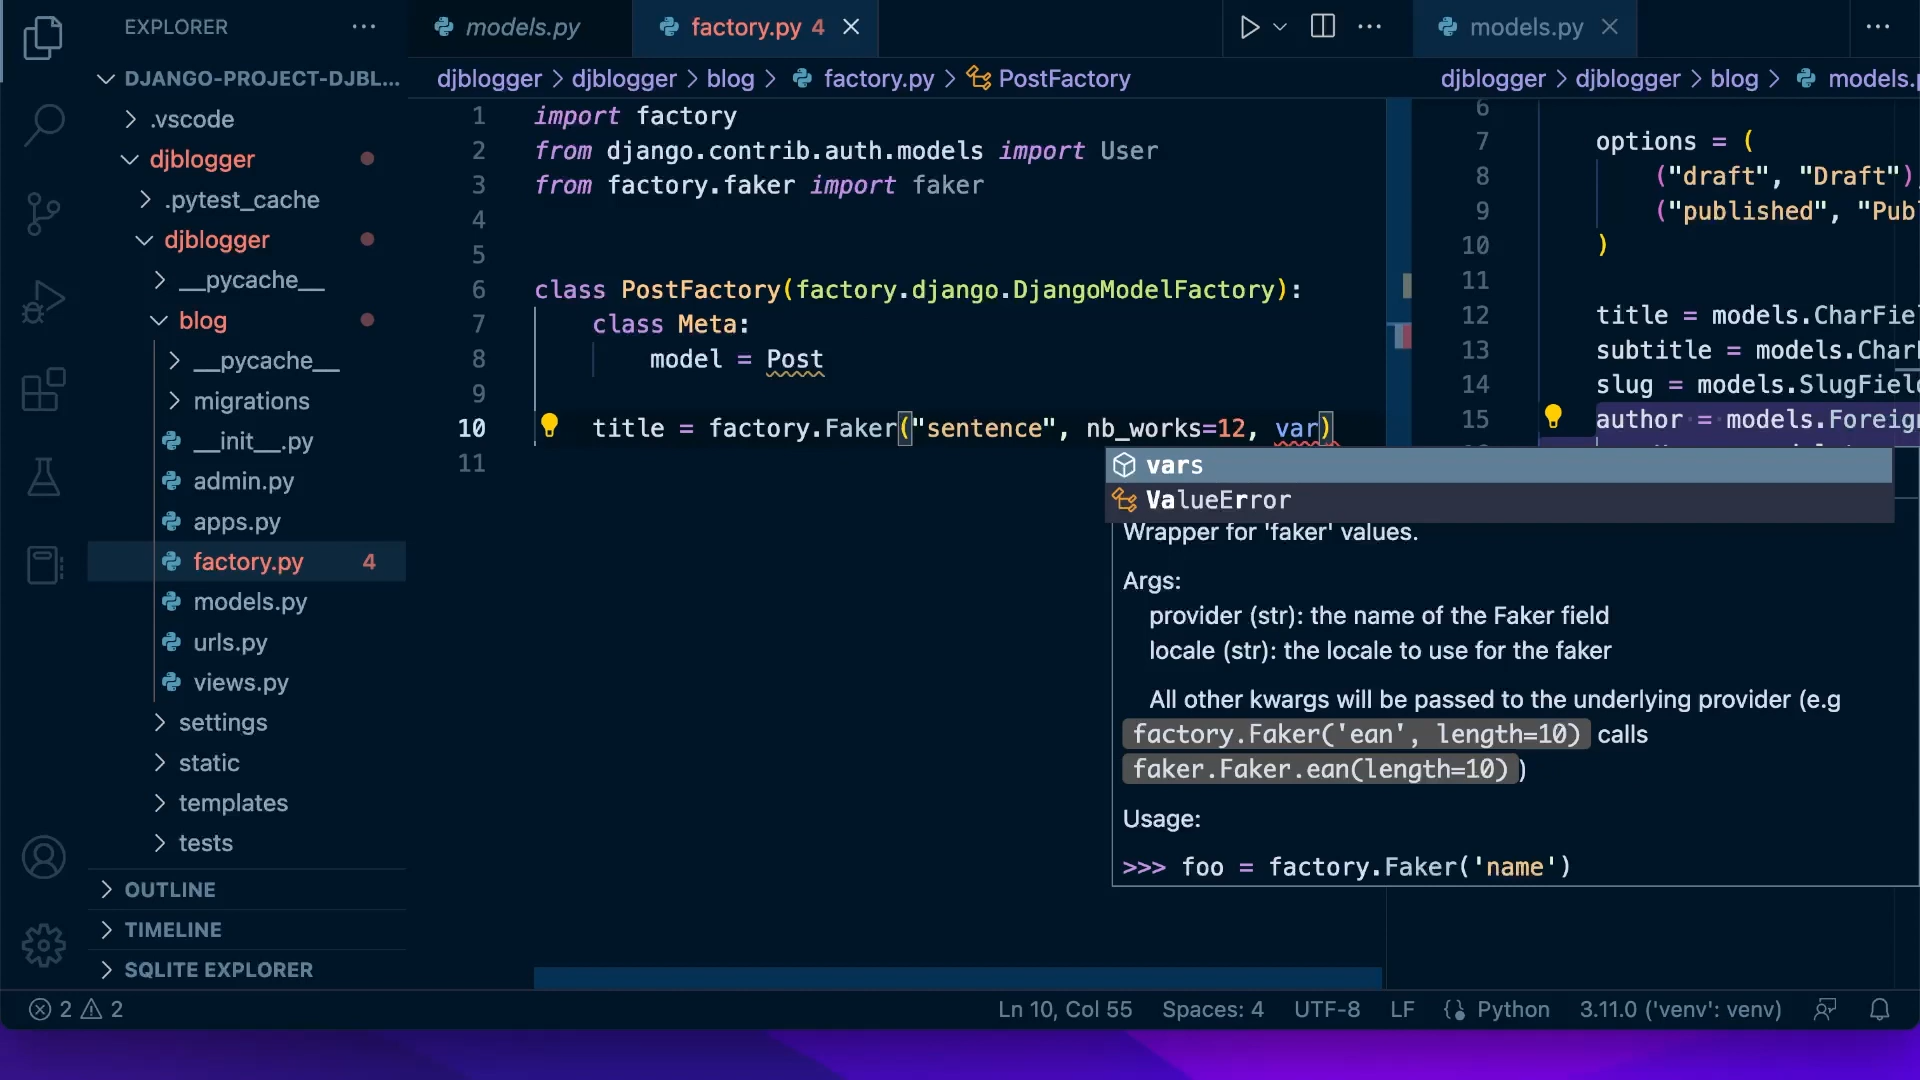 EXPLORER
DJANGO-PROJECT-DJBL...
.vscode
djblogger
.pytest_cache
djblogger
__pycache__
blog
__pycache__
migrations
__init__.py
admin.py
apps.py
factory.py 4
models.py
urls.py
views.py
settings
static
templates
tests
OUTLINE
TIMELINE
SQLITE EXPLORER
models.py
factory.py 4
djblogger > djblogger > blog > factory.py > PostFactory
1 import factory
2 from django.contrib.auth.models import User
3 from factory.faker import faker
4
5
6 class PostFactory(factory.django.DjangoModelFactory):
7 class Meta:
8 model = Post
9
10 title = factory.Faker("sentence", nb_works=12, var)
11
vars
ValueError
Wrapper for 'faker' values.
Args:
provider (str): the name of the Faker field
locale (str): the locale to use for the faker
All other kwargs will be passed to the underlying provider (e.g
factory.Faker('ean', length=10) calls
faker.Faker.ean(length=10))
Usage:
>>> foo = factory.Faker('name')
models.py
djblogger > djblogger > blog > models.p
6
7 options = (
8 ("draft", "Draft"),
9 ("published", "Publ
10 )
11
12 title = models.CharFiel
13 subtitle = models.CharF
14 slug = models.SlugField
15 author = models.Foreign
2 2
Ln 10, Col 55
Spaces: 4
UTF-8
LF
Python
3.11.0 ('venv': venv)